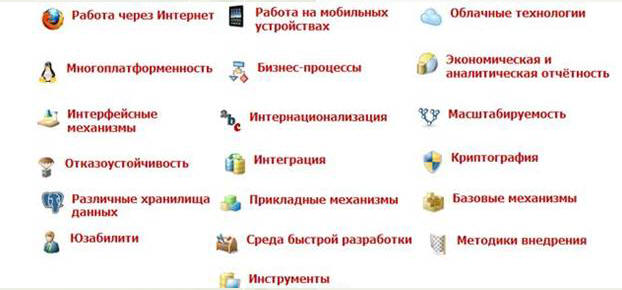 Работа через Интернет
Работа на мобильных
устройствах
Облачные технологии
Многоплатформенность
Бизнес-процессы
Экономическая и
аналитическая отчётность
Интерфейсные
механизмы
abc
Интернационализация
Масштабируемость
Отказоустойчивость
Интеграция
Криптография
Различные хранилища
данных
Прикладные механизмы
Базовые механизмы
Юзабилити
Среда быстрой разработки
Методики внедрения
Инструменты